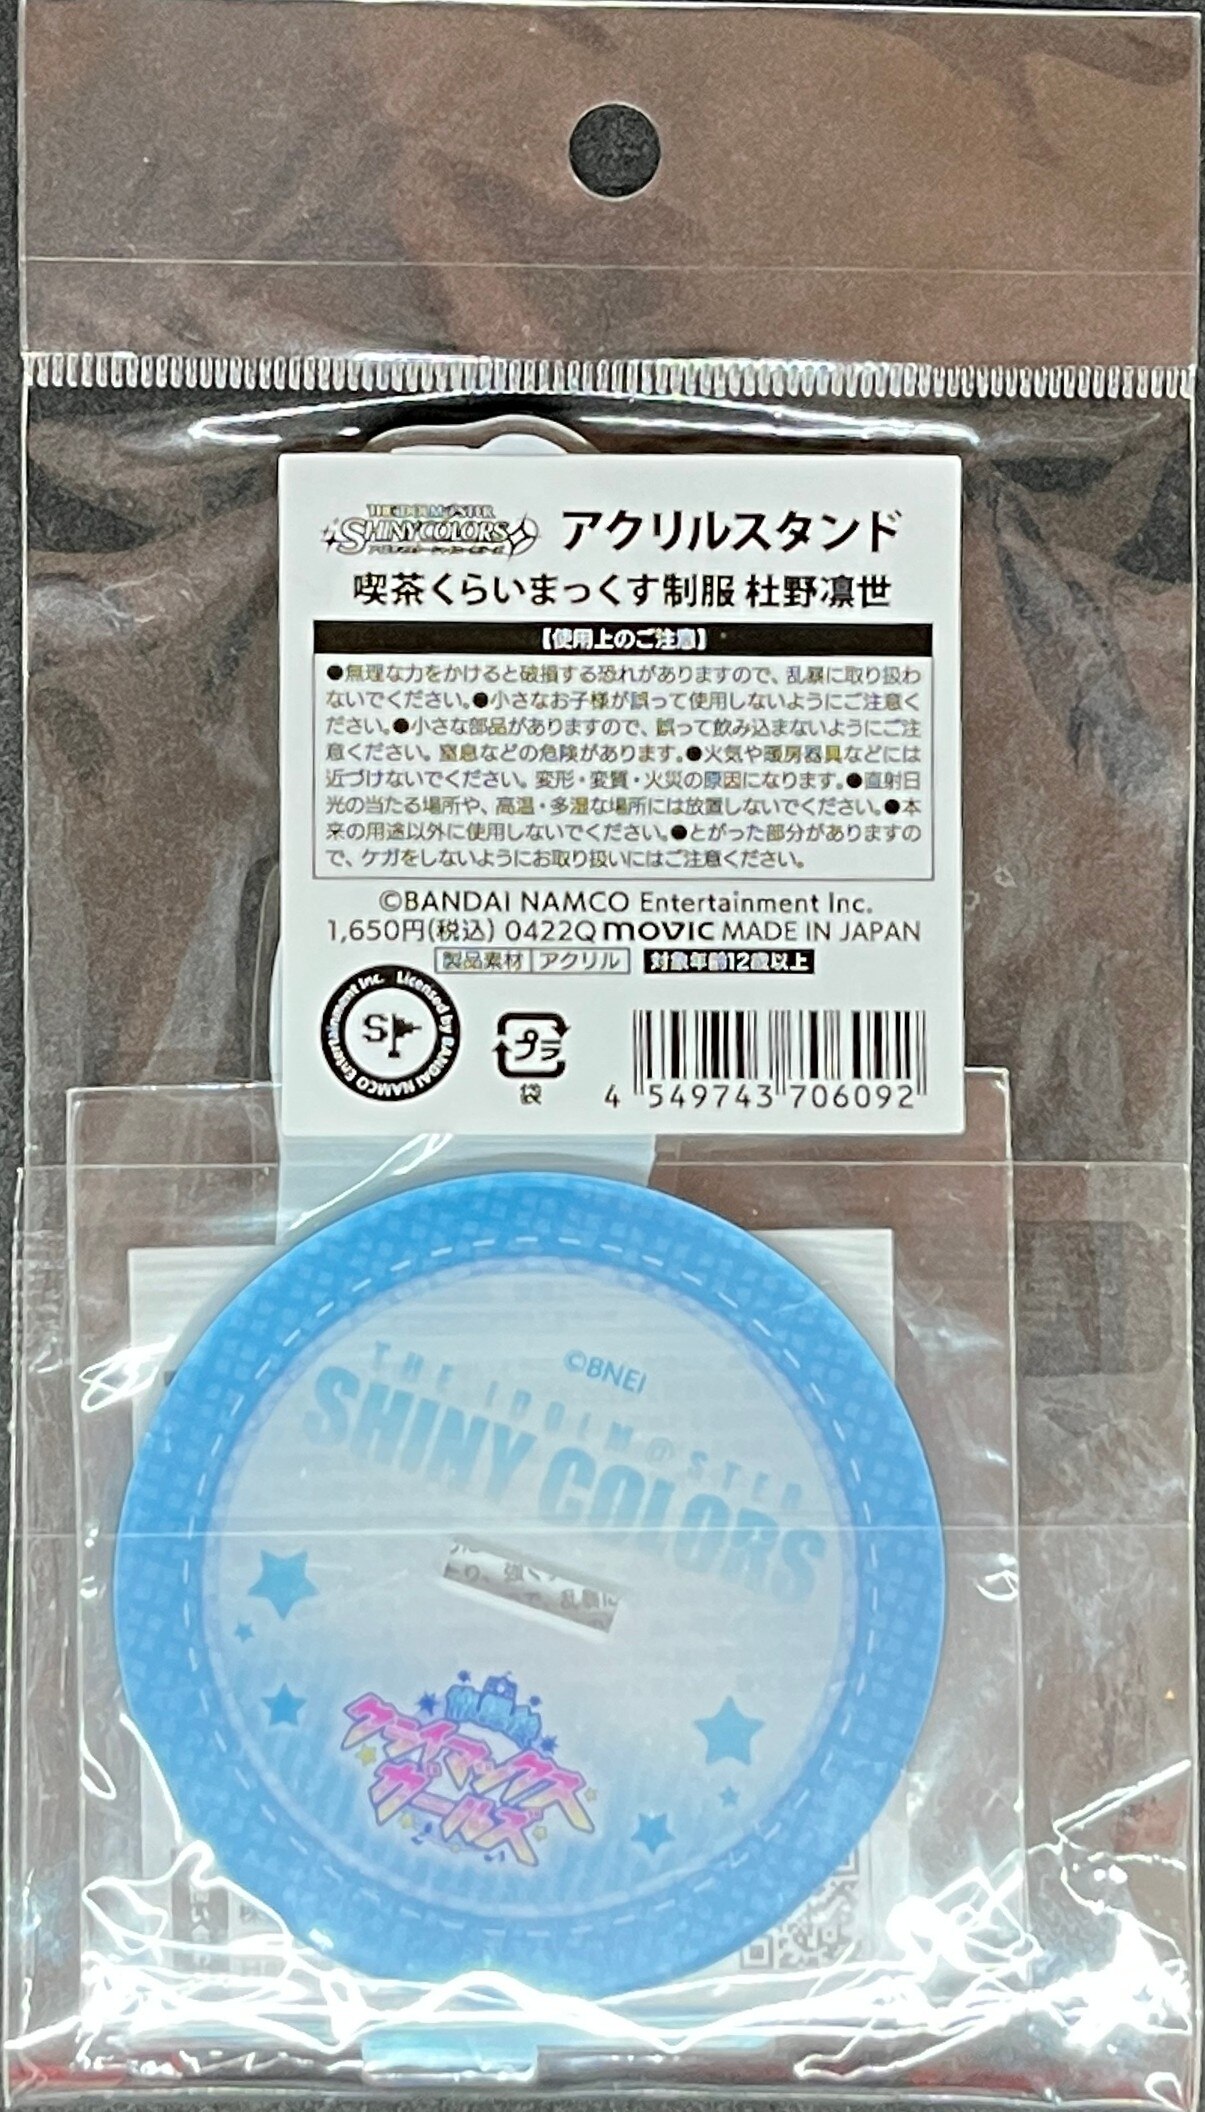 THE IDOLM@STER
SHINY COLORS
アクリルスタンド
喫茶くらいまっくす制服 杜野凛世
【使用上のご注意】
●無理な力をかけると破損する恐れがありますので、乱暴に取り扱わ
ないでください。●小さなお子様が誤って使用しないようにご注意く
ださい。●小さな部品がありますので、誤って飲み込まないようにご注
意ください。窒息などの危険があります。●火気や暖房器具などには
近づけないでください。変形・変質・火災の原因になります。●直射日
光の当たる場所や、高温・多湿な場所には放置しないでください。●本
来の用途以外に使用しないでください。●とがった部分がありますの
で、ケガをしないようにお取り扱いにはご注意ください。
©BANDAI NAMCO Entertainment Inc.
1,650円(税込) 0422Q movic MADE IN JAPAN
製品素材 アクリル 対象年齢12歳以上
Licensed by BANDAI NAMCO Entertainment Inc.
S
プラ
袋
4 549743 706092
©BNEI
THE IDOLM@STER
SHINY COLORS
放課後
クライマックス
ガールズ